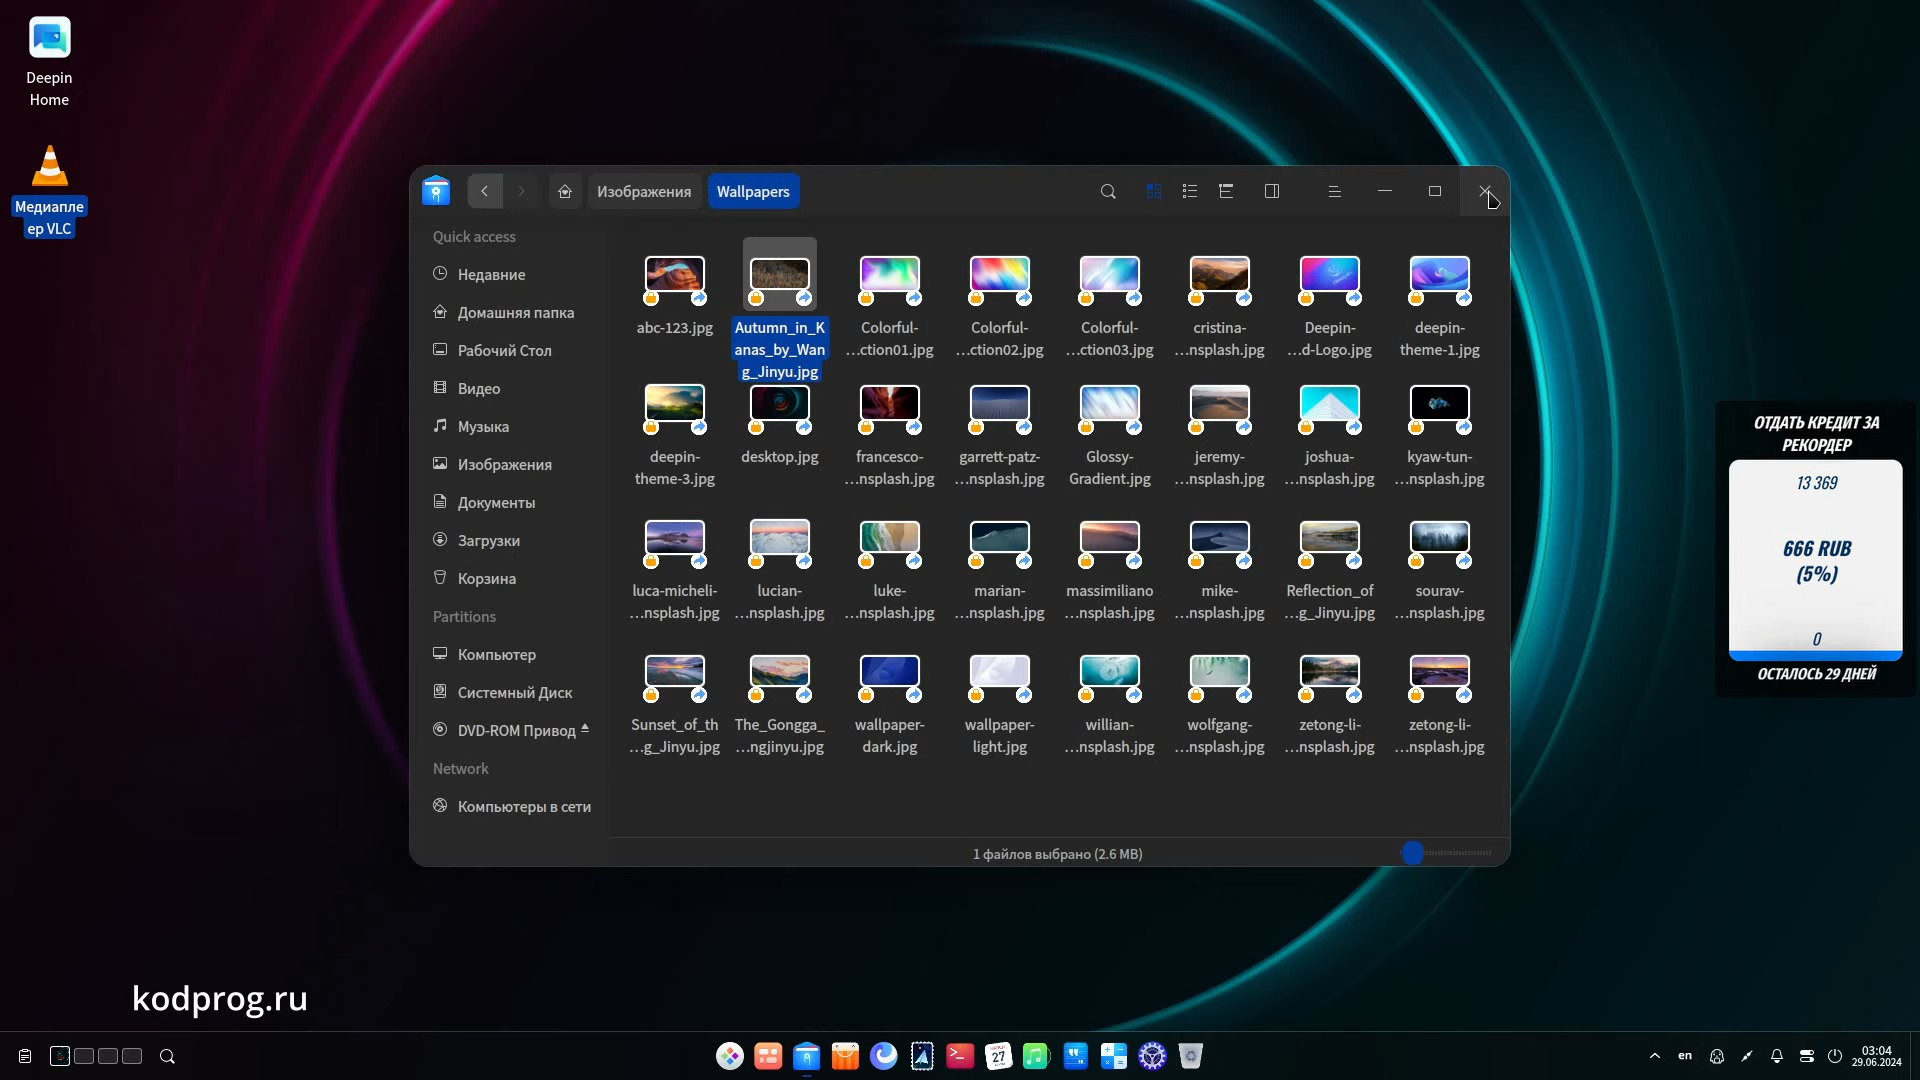 Deepin
Home
Медиапле
ер VLC
Изображения
Wallpapers
Quick access
Недавние
Домашняя папка
Рабочий Стол
Видео
Музыка
Изображения
Документы
Загрузки
Корзина
Partitions
Компьютер
Системный Диск
DVD-ROM Привод
Network
Компьютеры в сети
abc-123.jpg
Autumn_in_K
anas_by_Wan
g_Jinyu.jpg
Colorful-
...ction01.jpg
Colorful-
...ction02.jpg
Colorful-
...ction03.jpg
cristina-
...nsplash.jpg
Deepin-
...d-Logo.jpg
deepin-
theme-1.jpg
deepin-
theme-3.jpg
desktop.jpg
francesco-
...nsplash.jpg
garrett-patz-
...nsplash.jpg
Glossy-
Gradient.jpg
jeremy-
...nsplash.jpg
joshua-
...nsplash.jpg
kyaw-tun-
...nsplash.jpg
luca-micheli-
...nsplash.jpg
lucian-
...nsplash.jpg
luke-
...nsplash.jpg
marian-
...nsplash.jpg
massimiliano
...nsplash.jpg
mike-
...nsplash.jpg
Reflection_of
...g_Jinyu.jpg
sourav-
...nsplash.jpg
Sunset_of_th
...g_Jinyu.jpg
The_Gongga_
...ngjinyu.jpg
wallpaper-
dark.jpg
wallpaper-
light.jpg
willian-
...nsplash.jpg
wolfgang-
...nsplash.jpg
zetong-li-
...nsplash.jpg
zetong-li-
...nsplash.jpg
1 файлов выбрано (2.6 MB)
ОТДАТЬ КРЕДИТ ЗА
РЕКОРДЕР
13 369
666 RUB
(5%)
0
ОСТАЛОСЬ 29 ДНЕЙ
kodprog.ru
27
en
03:04
29.06.2024